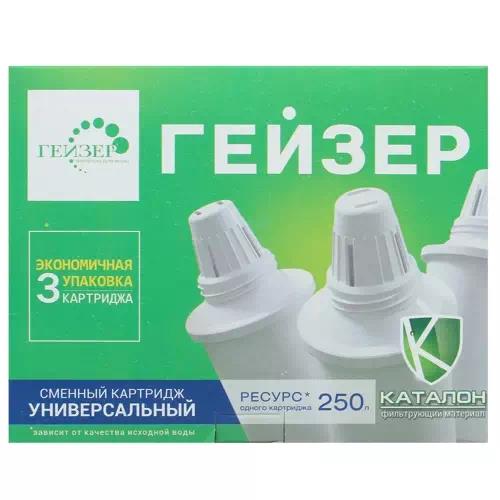 ГЕЙЗЕР
ГЕЙЗЕР
ЭКОНОМИЧНАЯ
3 УПАКОВКА
КАРТРИДЖА
СМЕННЫЙ КАРТРИДЖ
УНИВЕРСАЛЬНЫЙ
*зависит от качества исходной воды
РЕСУРС*
одного картриджа
250л
КАТАЛОН
фильтрующий материал